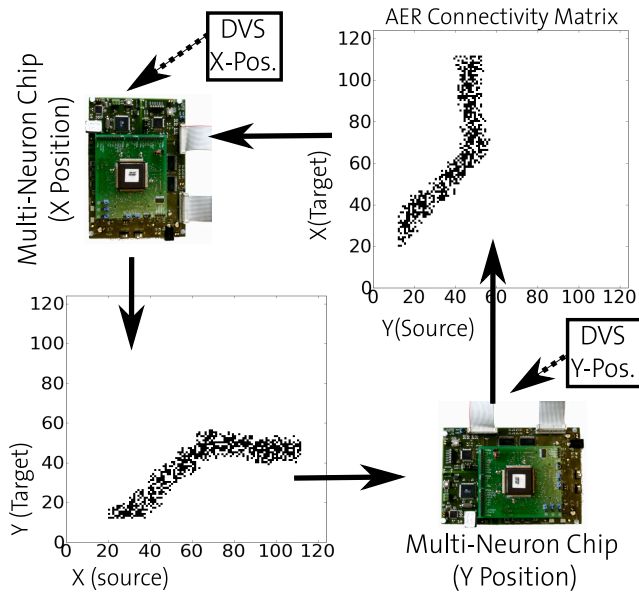 DVS
X-Pos.
AER Connectivity Matrix
Multi-Neuron Chip
(X Position)
120
100
80
60
40
20
0
X(Target)
0 20 40 60 80 100 120
Y(Source)
DVS
Y-Pos.
120
100
80
60
40
20
0
Y (Target)
0 20 40 60 80 100 120
X (source)
Multi-Neuron Chip
(Y Position)